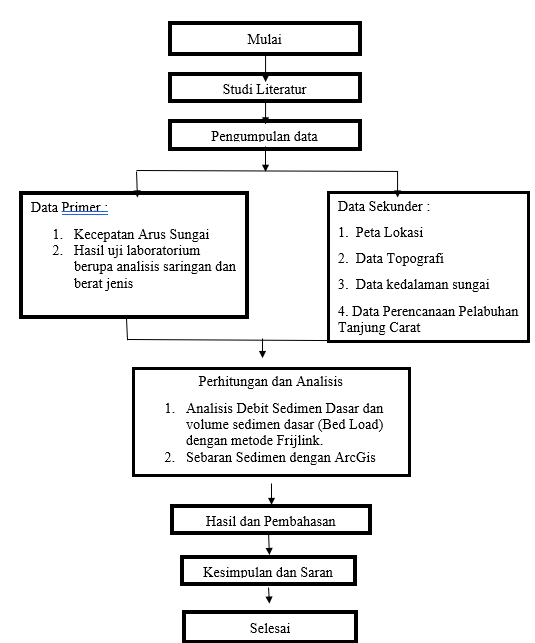 Mulai
Studi Literatur
Pengumpulan data
Data Primer :
1. Kecepatan Arus Sungai
2. Hasil uji laboratorium
berupa analisis saringan dan
berat jenis
Data Sekunder :
1. Peta Lokasi
2. Data Topografi
3. Data kedalaman sungai
4. Data Perencanaan Pelabuhan
Tanjung Carat
Perhitungan dan Analisis
1. Analisis Debit Sedimen Dasar dan
volume sedimen dasar (Bed Load)
dengan metode Frijlink.
2. Sebaran Sedimen dengan ArcGis
Hasil dan Pembahasan
Kesimpulan dan Saran
Selesai